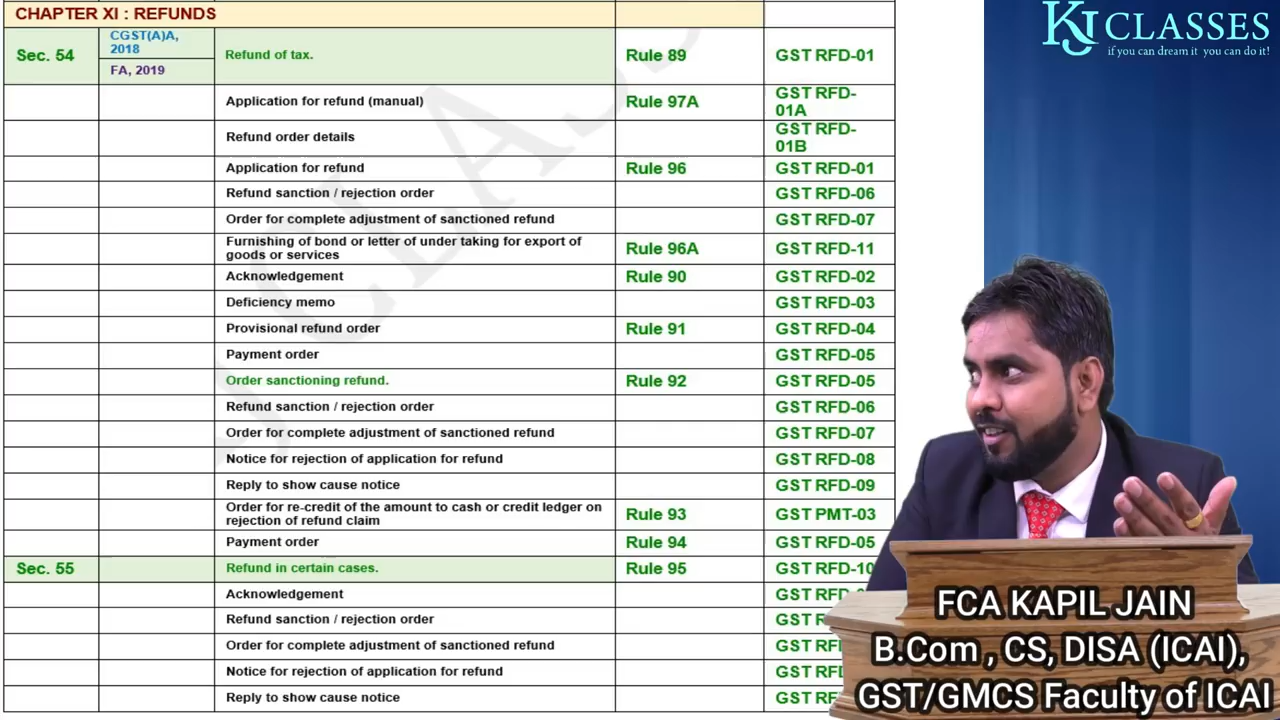 CHAPTER XI : REFUNDS
KJ CLASSES
if you can dream it you can do it!
Sec. 54 CGST(A)A, 2018 Refund of tax. Rule 89 GST RFD-01
FA, 2019
Application for refund (manual) Rule 97A GST RFD-01A
Refund order details GST RFD-01B
Application for refund Rule 96 GST RFD-01
Refund sanction / rejection order GST RFD-06
Order for complete adjustment of sanctioned refund GST RFD-07
Furnishing of bond or letter of under taking for export of
goods or services Rule 96A GST RFD-11
Acknowledgement Rule 90 GST RFD-02
Deficiency memo GST RFD-03
Provisional refund order Rule 91 GST RFD-04
Payment order GST RFD-05
Order sanctioning refund. Rule 92 GST RFD-05
Refund sanction / rejection order GST RFD-06
Order for complete adjustment of sanctioned refund GST RFD-07
Notice for rejection of application for refund GST RFD-08
Reply to show cause notice GST RFD-09
Order for re-credit of the amount to cash or credit ledger on
rejection of refund claim Rule 93 GST PMT-03
Payment order Rule 94 GST RFD-05
Sec. 55 Refund in certain cases. Rule 95 GST RFD-10
Acknowledgement GST RFD
Refund sanction / rejection order GST
Order for complete adjustment of sanctioned refund GST
Notice for rejection of application for refund GST
Reply to show cause notice GST
FCA KAPIL JAIN
B.Com , CS, DISA (ICAI),
GST/GMCS Faculty of ICAI